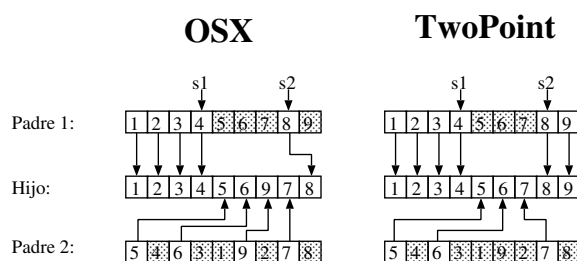 OSX TwoPoint
s1 s2 s1 s2
Padre 1: 1 2 3 4 5 6 7 8 9 1 2 3 4 5 6 7 8 9
Hijo: 1 2 3 4 5 6 9 7 8 1 2 3 4 5 6 7 8 9
Padre 2: 5 4 6 3 1 9 2 7 8 5 4 6 3 1 9 2 7 8